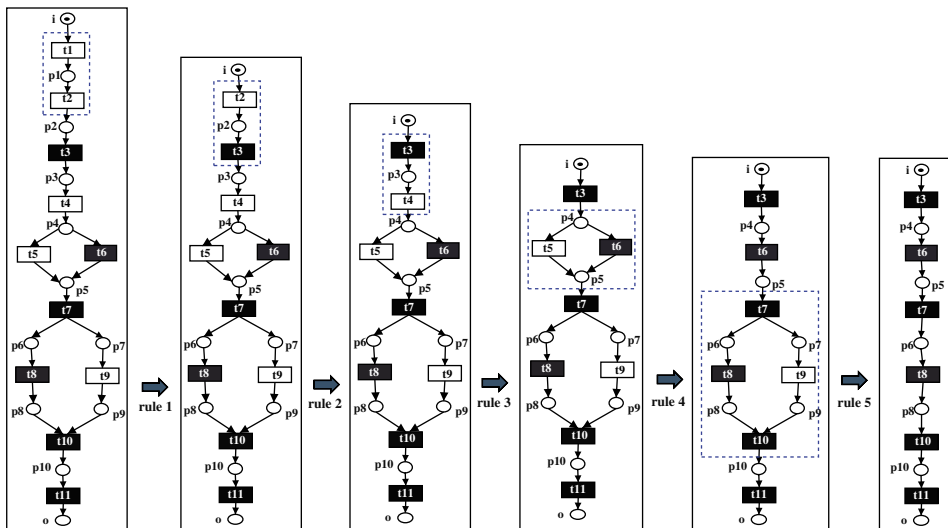 i
t1
p1
t2
p2
t3
p3
t4
p4
t5 t6
p5
t7
p6 p7
t8 t9
p8 p9
t10
p10
t11
o
rule 1
i
t2
p2
t3
p3
t4
p4
t5 t6
p5
t7
p6 p7
t8 t9
p8 p9
t10
p10
t11
o
rule 2
i
t3
p3
t4
p4
t5 t6
p5
t7
p6 p7
t8 t9
p8 p9
t10
p10
t11
o
rule 3
i
t3
p4
t5 t6
p5
t7
p6 p7
t8 t9
p8 p9
t10
p10
t11
o
rule 4
i
t3
p4
t6
p5
t7
p6 p7
t8 t9
p8 p9
t10
p10
t11
o
rule 5
i
t3
p4
t6
p5
t7
p6
t8
p8
t10
p10
t11
o